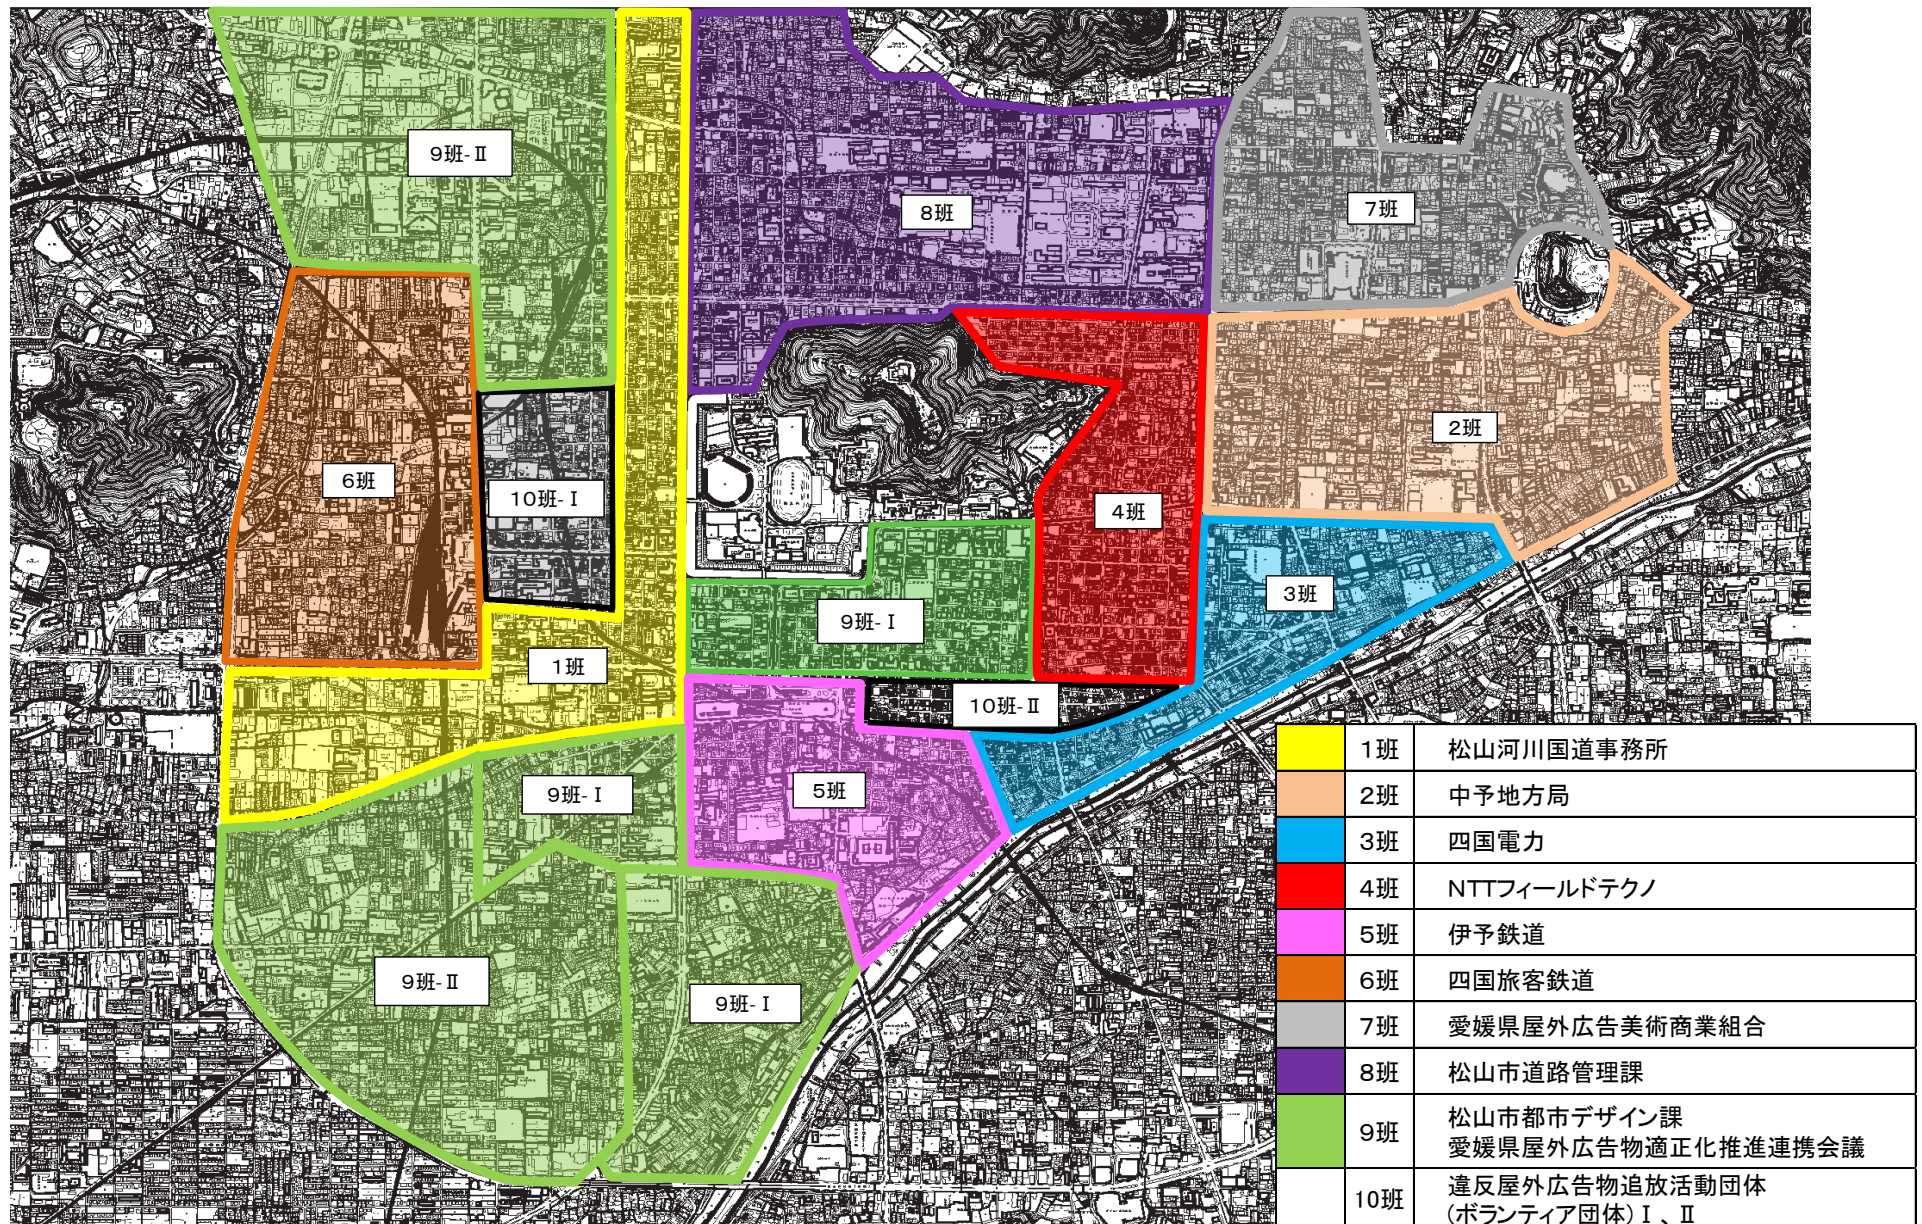 9班-Ⅱ
8班
7班
2班
6班
10班-Ⅰ
4班
3班
9班-Ⅰ
1班
10班-Ⅱ
9班-Ⅰ
5班
9班-Ⅱ
9班-Ⅰ
1班 松山河川国道事務所
2班 中予地方局
3班 四国電力
4班 NTTフィールドテクノ
5班 伊予鉄道
6班 四国旅客鉄道
7班 愛媛県屋外広告美術商業組合
8班 松山市道路管理課
9班 松山市都市デザイン課
愛媛県屋外広告物適正化推進連携会議
10班 違反屋外広告物追放活動団体
(ボランティア団体)Ⅰ、Ⅱ